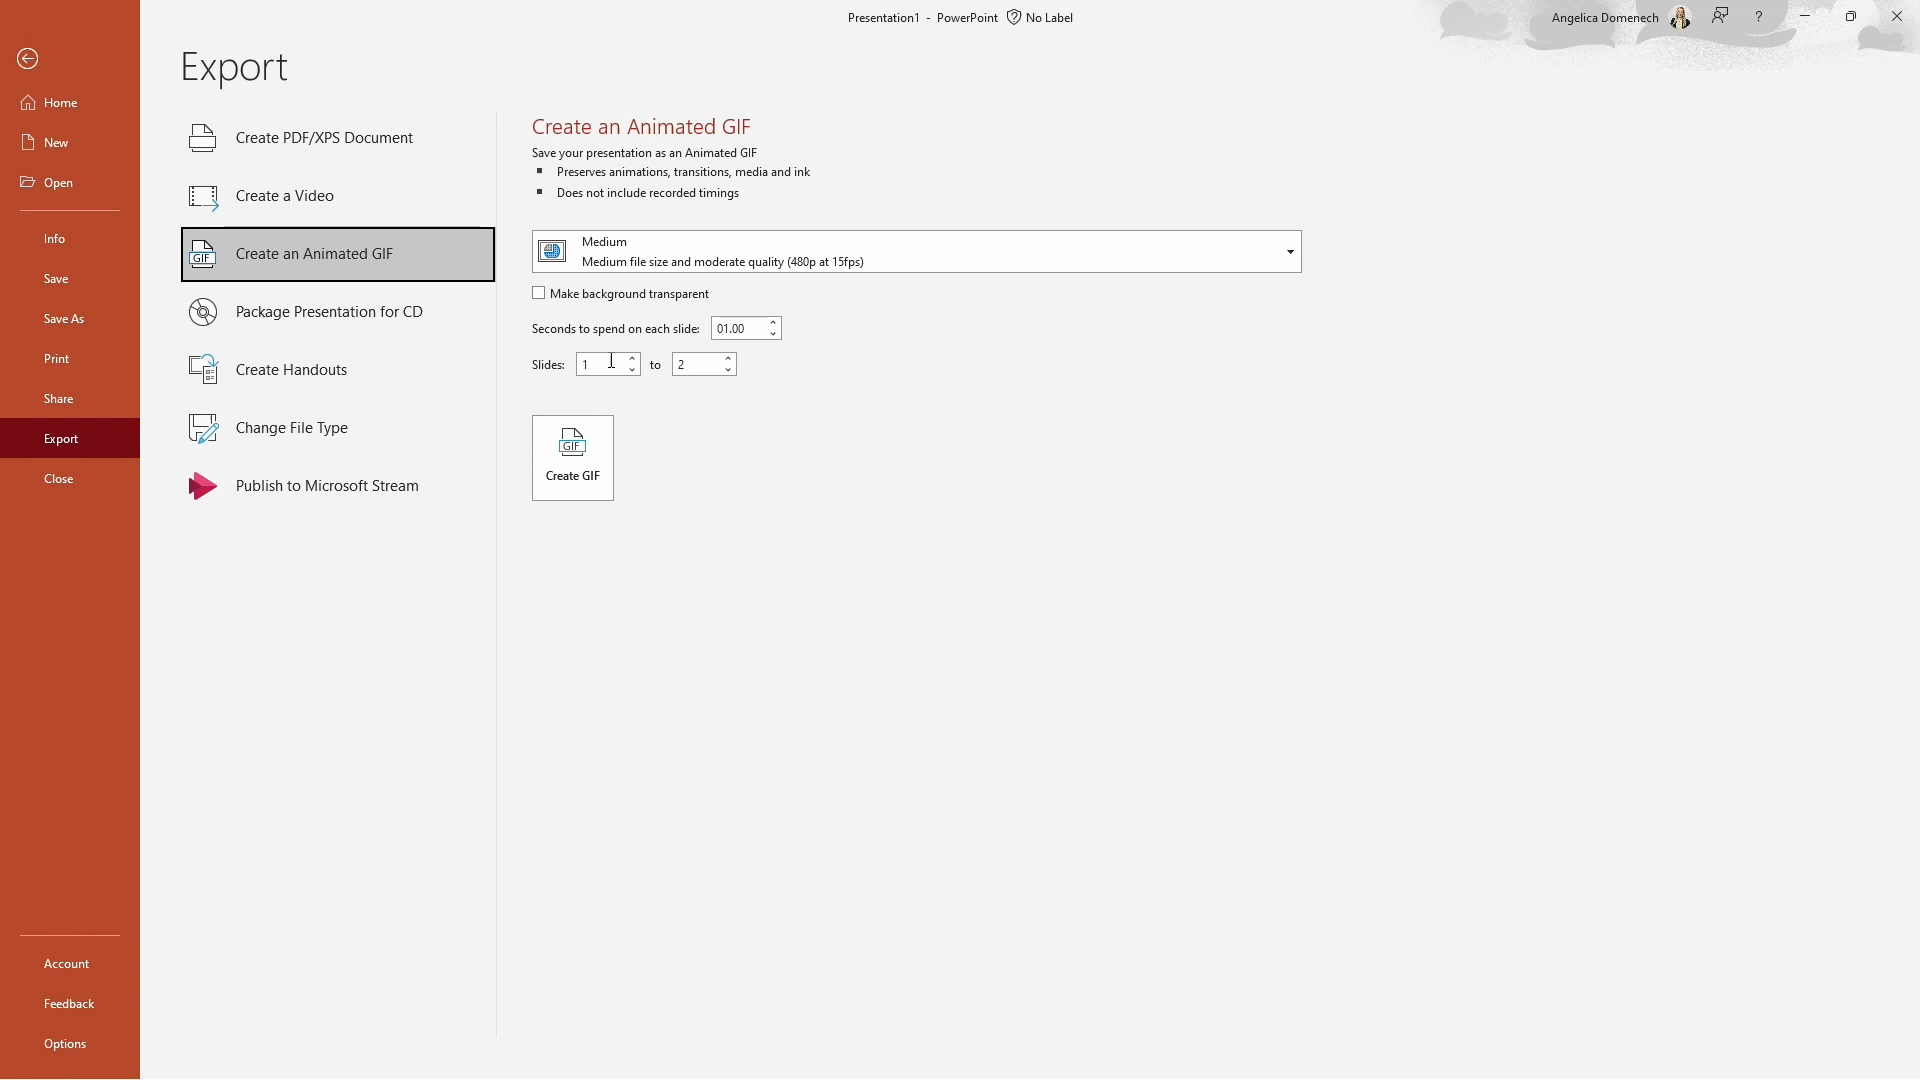 Presentation1 - PowerPoint No Label
Angelica Domenech
?
Export
Home
New
Open
Info
Save
Save As
Print
Share
Export
Close
Account
Feedback
Options
Create PDF/XPS Document
Create a Video
GIF Create an Animated GIF
Package Presentation for CD
Create Handouts
Change File Type
Publish to Microsoft Stream
Create an Animated GIF
Save your presentation as an Animated GIF
▪ Preserves animations, transitions, media and ink
▪ Does not include recorded timings
Medium
Medium file size and moderate quality (480p at 15fps)
Make background transparent
Seconds to spend on each slide: 01.00
Slides: 1 to 2
GIF
Create GIF